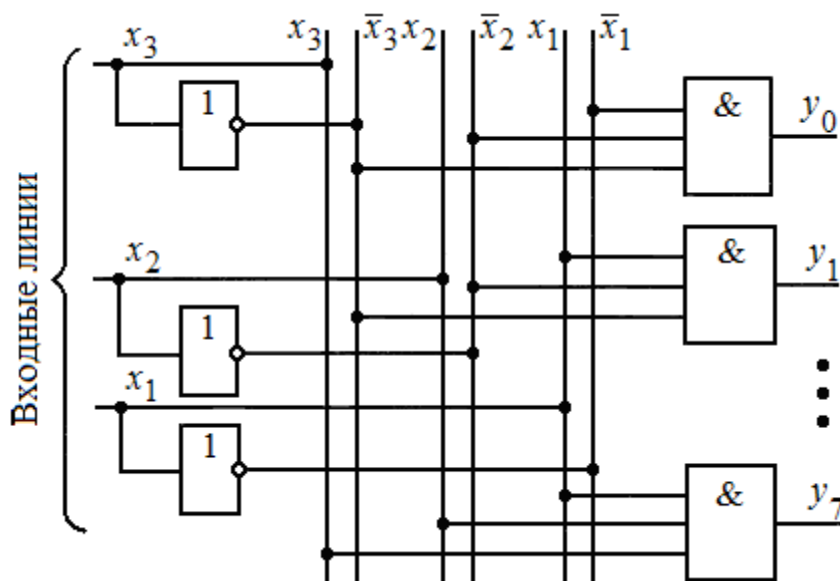 x₃ x̄₃ x₂ x̄₂ x₁ x̄₁
x₃
1
& y₀
Входные линии
x₂
& y₁
1
x₁
1
& y₇